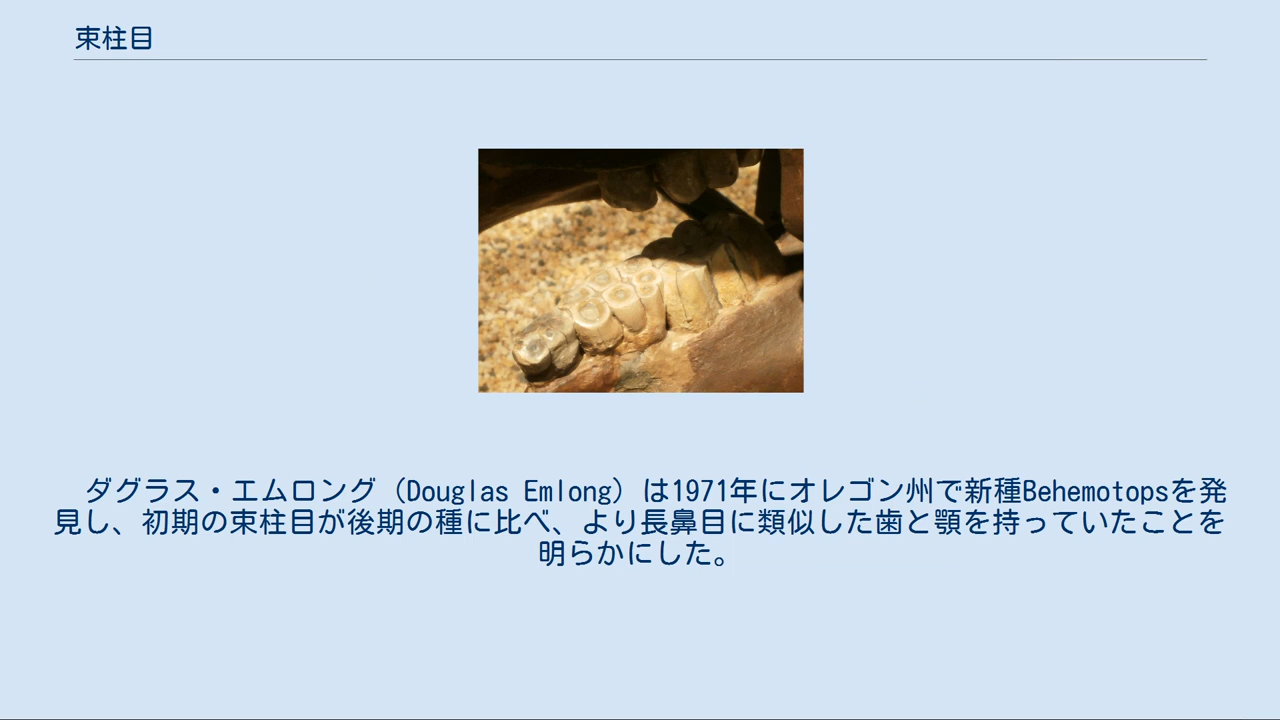 束柱目
ダグラス・エムロング（Douglas Emlong）は1971年にオレゴン州で新種Behemotopsを発
見し、初期の束柱目が後期の種に比べ、より長鼻目に類似した歯と顎を持っていたことを
明らかにした。